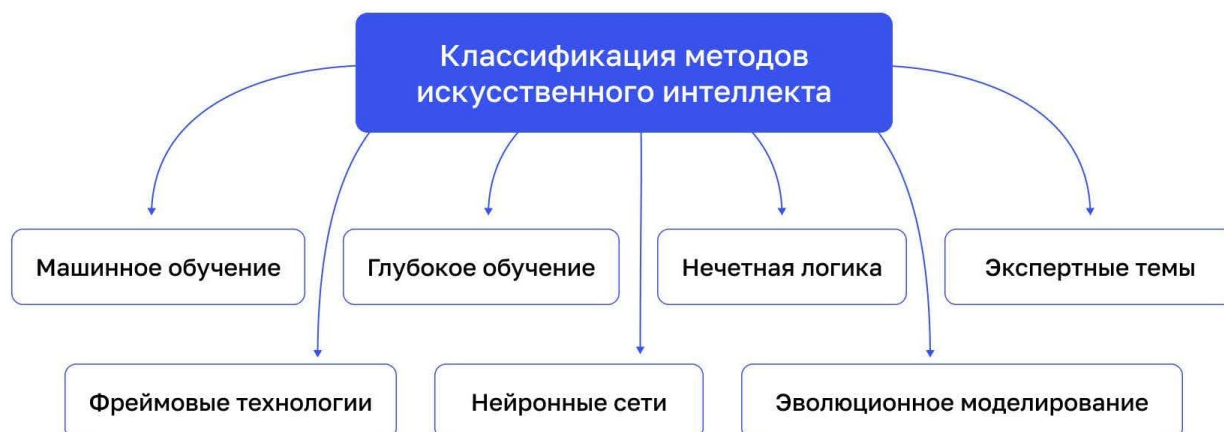 Классификация методов
искусственного интеллекта
Машинное обучение
Глубокое обучение
Нечетная логика
Экспертные темы
Фреймовые технологии
Нейронные сети
Эволюционное моделирование